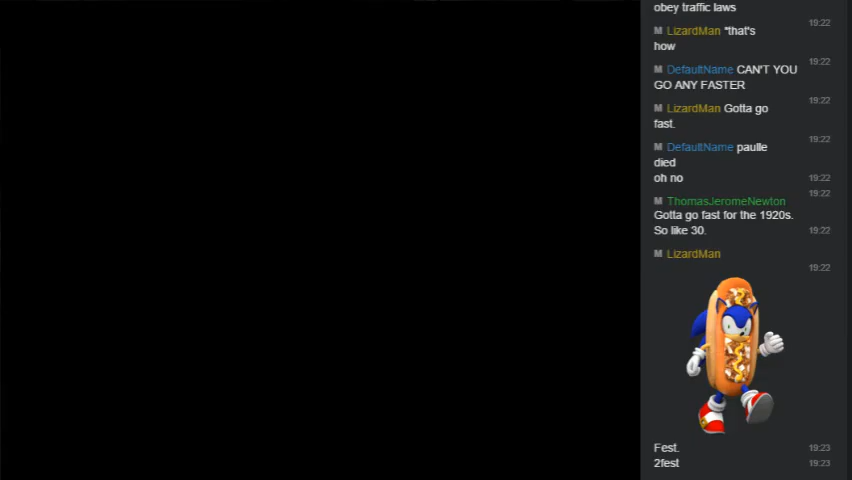 obey traffic laws
19:22
M LizardMan *that's
how
19:22
M DefaultName CAN'T YOU
GO ANY FASTER
19:22
M LizardMan Gotta go
fast.
19:22
M DefaultName paulle
died
oh no 19:22
19:22
M ThomasJeromeNewton
Gotta go fast for the 1920s.
So like 30. 19:22
M LizardMan
19:22
Fest. 19:23
2fest 19:23